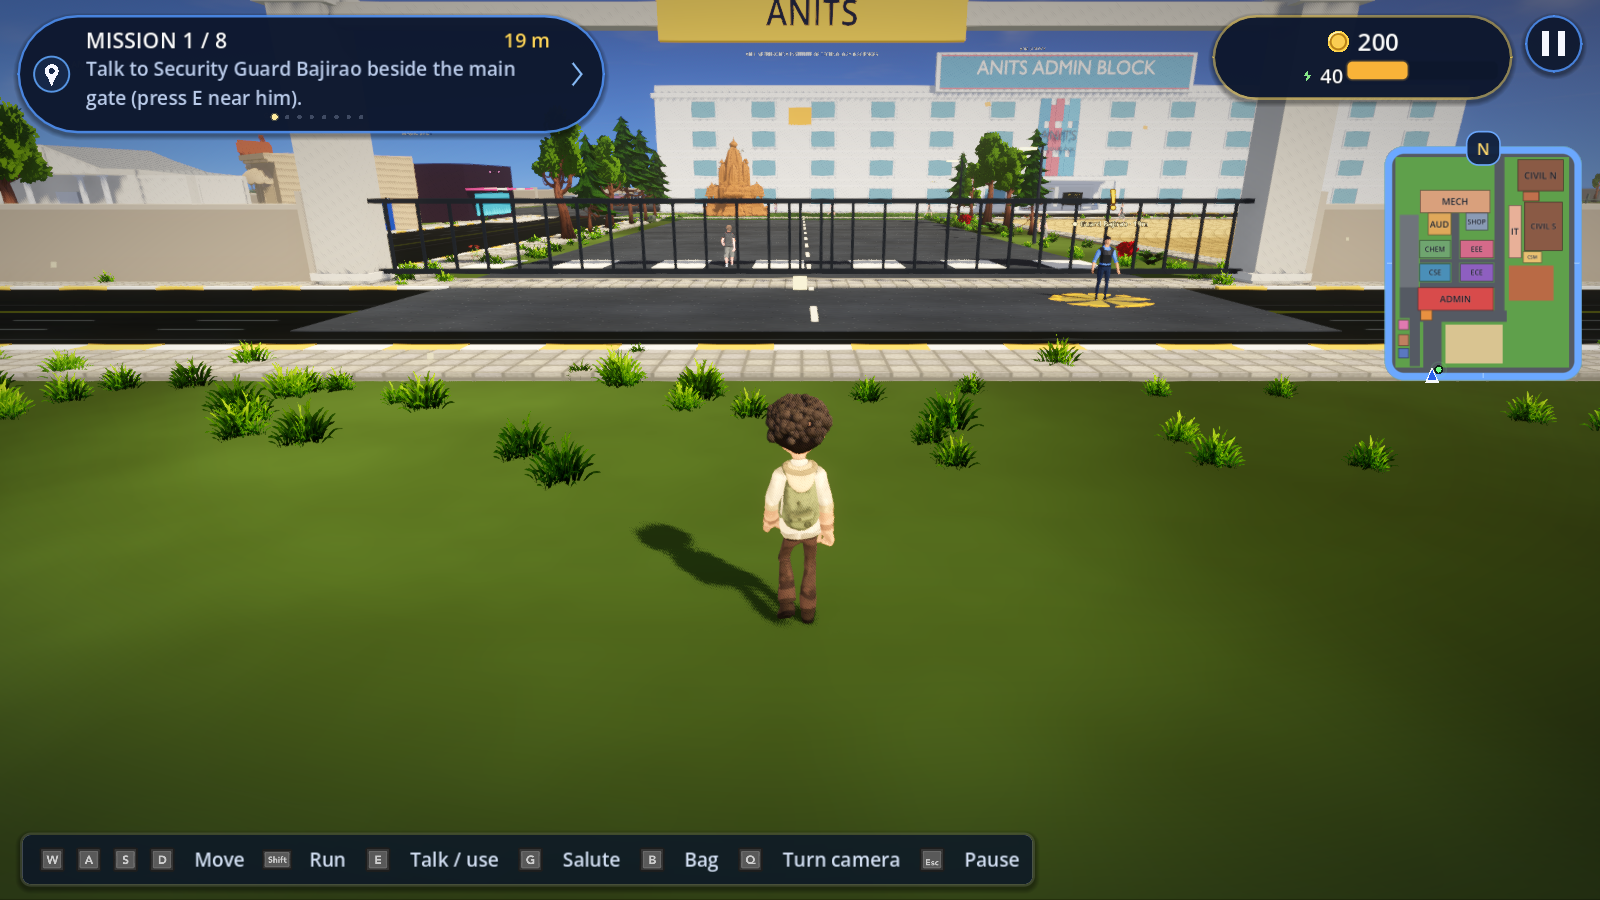 ANITS
MISSION 1 / 8
19 m
Talk to Security Guard Bajirao beside the main
gate (press E near him).
200
40
ANITS ADMIN BLOCK
N
CIVIL N
MECH
AUD
SHOP
IT
CIVIL S
CHEM
EEE
COW
CSE
ECE
ADMIN
W A S D Move Shift Run E Talk / use G Salute B Bag Q Turn camera Esc Pause